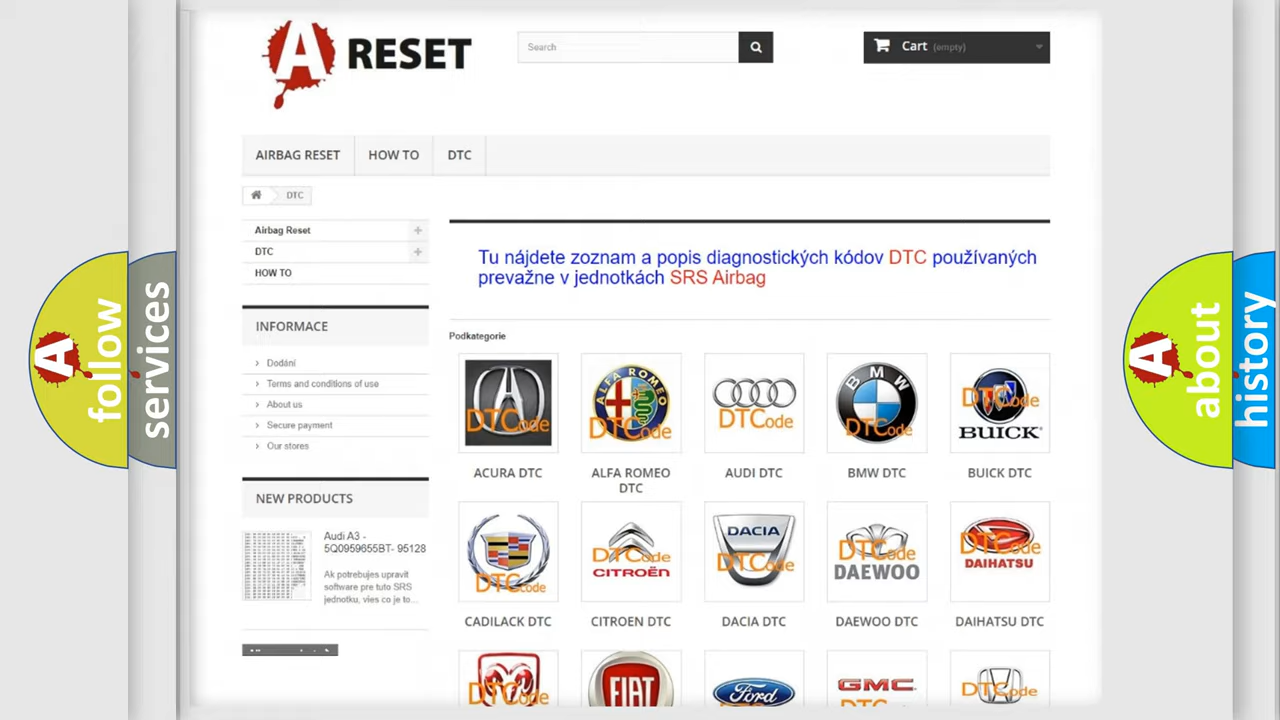 A RESET
Search
Cart (empty)
AIRBAG RESET
HOW TO
DTC
DTC
Airbag Reset
DTC
HOW TO
INFORMACE
Dodání
Terms and conditions of use
About us
Secure payment
Our stores
NEW PRODUCTS
Audi A3 -
5Q0959655BT- 95128
Ak potrebujes upravit
software pre tuto SRS
jednotku, vies co je to...
Tu nájdete zoznam a popis diagnostických kódov DTC používaných
prevažne v jednotkách SRS Airbag
Podkategorie
DTCode
ALFA ROMEO
DTCode
DTCode
BMW
DTCode
DTCode
BUICK
ACURA DTC
ALFA ROMEO
DTC
AUDI DTC
BMW DTC
BUICK DTC
DTCode
DTCode
CITROËN
DACIA
DTCode
DTCode
DAEWOO
DTCode
DAIHATSU
CADILACK DTC
CITROEN DTC
DACIA DTC
DAEWOO DTC
DAIHATSU DTC
DTCode
FIAT
Ford
GMC
DTCode
A follow
services
A about
history